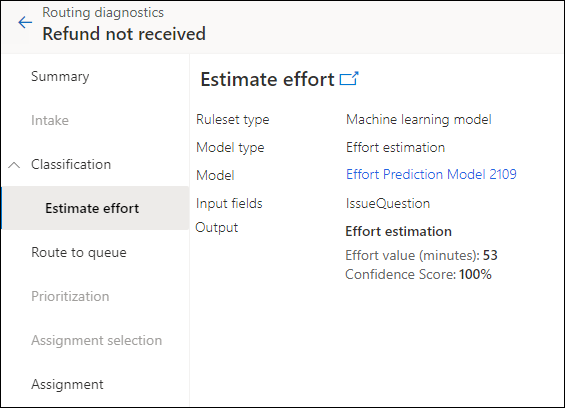 Routing diagnostics
Refund not received
Summary
Intake
Classification
Estimate effort
Route to queue
Prioritization
Assignment selection
Assignment
Estimate effort
Ruleset type Machine learning model
Model type Effort estimation
Model Effort Prediction Model 2109
Input fields IssueQuestion
Output Effort estimation
Effort value (minutes): 53
Confidence Score: 100%